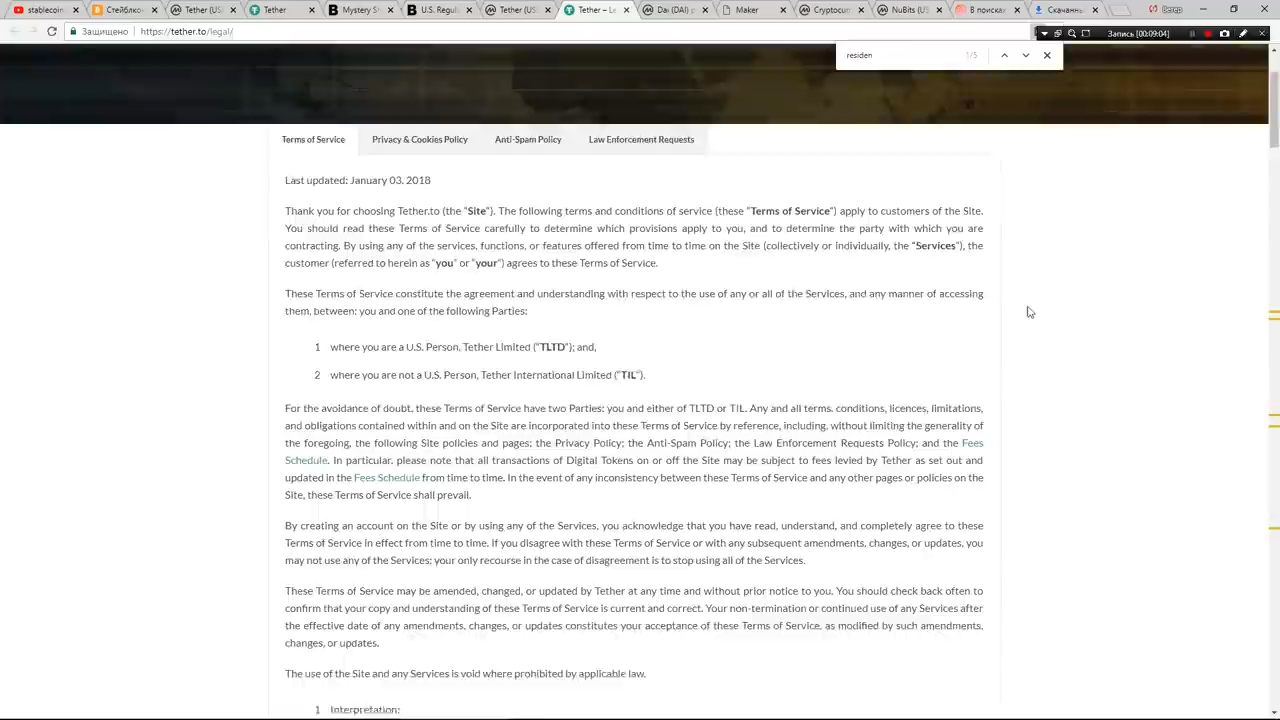 stablecoin
Стейблко
Tether (US
Tether
Mystery Sh
U.S. Regula
Tether (US
Tether – Le
Dai (DAI) p
Maker
Cryptocurr
NuBits (US
В поисках
Скачанны
Защищено
https://tether.to/legal/
Запись [00:09:04]
residen
1/5
Terms of Service
Privacy & Cookies Policy
Anti-Spam Policy
Law Enforcement Requests
Last updated: January 03, 2018
Thank you for choosing Tether.to (the “Site”). The following terms and conditions of service (these “Terms of Service”) apply to customers of the Site.
You should read these Terms of Service carefully to determine which provisions apply to you, and to determine the party with which you are
contracting. By using any of the services, functions, or features offered from time to time on the Site (collectively or individually, the “Services”), the
customer (referred to herein as “you” or “your”) agrees to these Terms of Service.
These Terms of Service constitute the agreement and understanding with respect to the use of any or all of the Services, and any manner of accessing
them, between: you and one of the following Parties:
1 where you are a U.S. Person, Tether Limited (“TLTD”); and,
2 where you are not a U.S. Person, Tether International Limited (“TIL”).
For the avoidance of doubt, these Terms of Service have two Parties: you and either of TLTD or TIL. Any and all terms, conditions, licences, limitations,
and obligations contained within and on the Site are incorporated into these Terms of Service by reference, including, without limiting the generality of
the foregoing, the following Site policies and pages: the Privacy Policy; the Anti-Spam Policy; the Law Enforcement Requests Policy; and the Fees
Schedule. In particular, please note that all transactions of Digital Tokens on or off the Site may be subject to fees levied by Tether as set out and
updated in the Fees Schedule from time to time. In the event of any inconsistency between these Terms of Service and any other pages or policies on the
Site, these Terms of Service shall prevail.
By creating an account on the Site or by using any of the Services, you acknowledge that you have read, understand, and completely agree to these
Terms of Service in effect from time to time. If you disagree with these Terms of Service or with any subsequent amendments, changes, or updates, you
may not use any of the Services; your only recourse in the case of disagreement is to stop using all of the Services.
These Terms of Service may be amended, changed, or updated by Tether at any time and without prior notice to you. You should check back often to
confirm that your copy and understanding of these Terms of Service is current and correct. Your non-termination or continued use of any Services after
the effective date of any amendments, changes, or updates constitutes your acceptance of these Terms of Service, as modified by such amendments,
changes, or updates.
The use of the Site and any Services is void where prohibited by applicable law.
1 Interpretation: